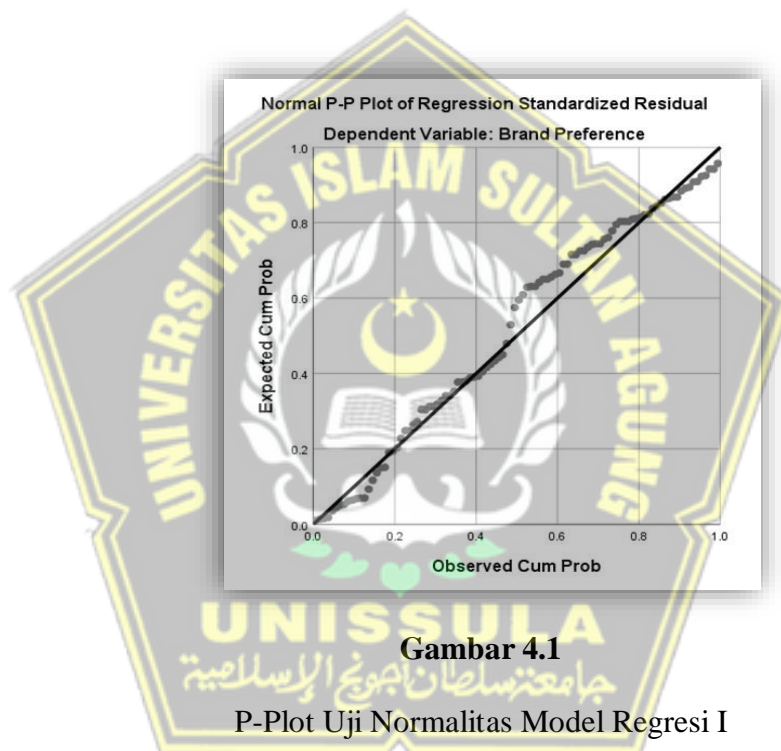 Normal P-P Plot of Regression Standardized Residual
Dependent Variable: Brand Preference
Expected Cum Prob
1.0
0.8
0.6
0.4
0.2
0.0
0.0 0.2 0.4 0.6 0.8 1.0
Observed Cum Prob
UNIVERSITAS ISLAM SULTAN AGUNG
UNISSULA
جامعة سلطان أجونج الإسلامية
Gambar 4.1
P-Plot Uji Normalitas Model Regresi I